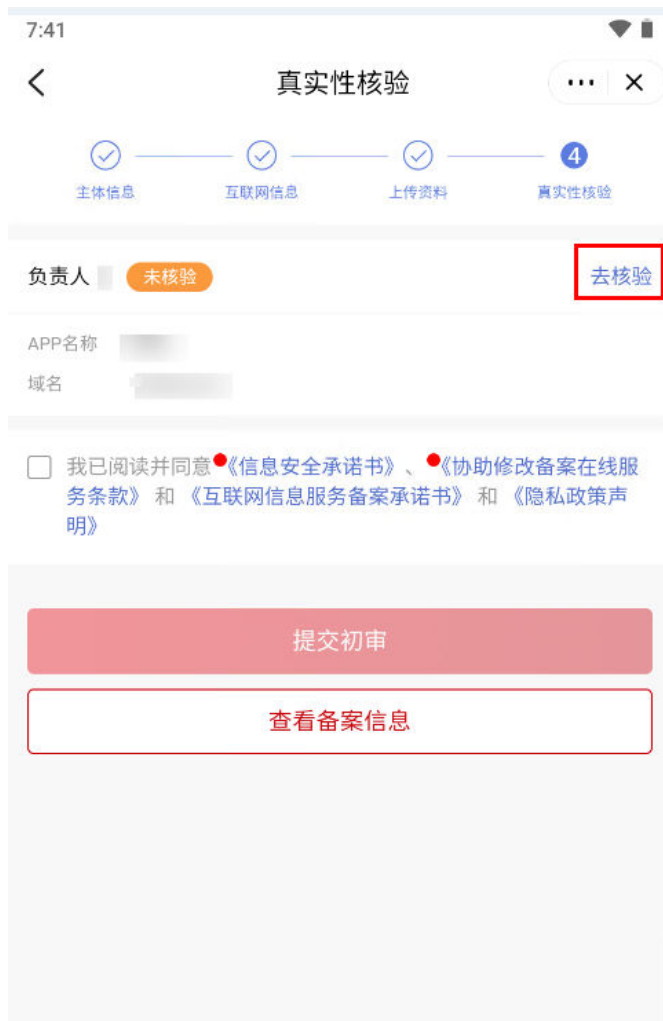 7:41
真实性核验
4
主体信息 互联网信息 上传资料 真实性核验
负责人 未核验 去核验
APP名称
域名
我已阅读并同意《信息安全承诺书》、《协助修改备案在线服
务条款》 和 《互联网信息服务备案承诺书》 和 《隐私政策声
明》
提交初审
查看备案信息